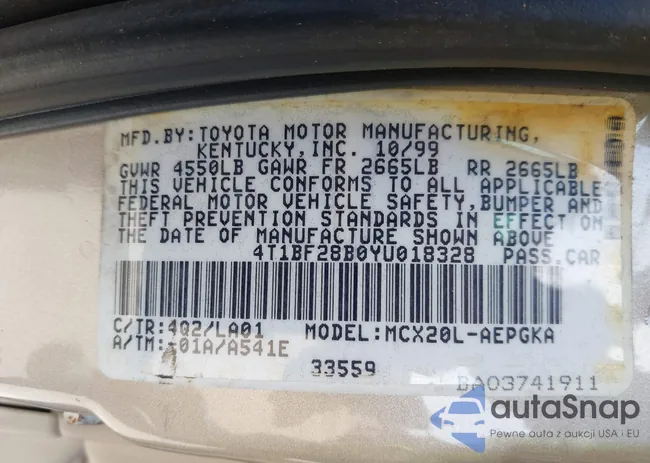 MFD.BY:TOYOTA MOTOR MANUFACTURING,
KENTUCKY,INC. 10/99
GVWR 4550LB GAWR FR 2665LB RR 2665LB
THIS VEHICLE CONFORMS TO ALL APPLICABLE
FEDERAL MOTOR VEHICLE SAFETY,BUMPER AND
THEFT PREVENTION STANDARDS IN EFFECT ON
THE DATE OF MANUFACTURE SHOWN ABOVE
4T1BF28B0YU018328 PASS.CAR
C/TR:4Q2/LA01 MODEL:MCX20L-AEPGKA
A/TM:-01A/A541E
33559
BA03741911
autoSnap
Pewne auta z aukcji USA i EU